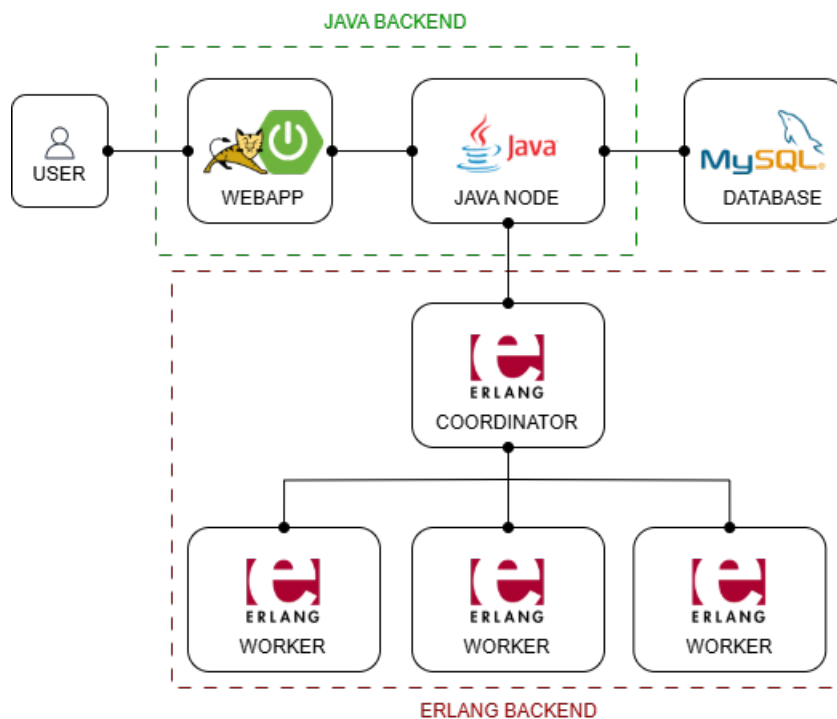 JAVA BACKEND
USER
WEBAPP
Java
JAVA NODE
MySQL®
DATABASE
ERLANG
COORDINATOR
ERLANG
WORKER
ERLANG
WORKER
ERLANG
WORKER
ERLANG BACKEND